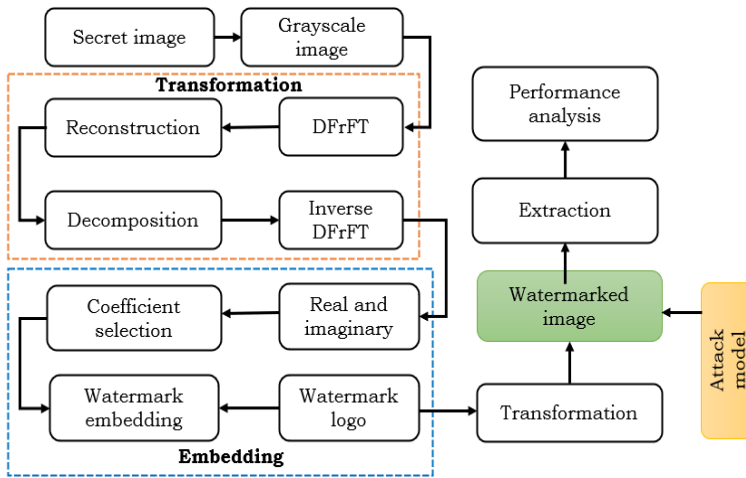 Secret image
Grayscale
image
Transformation
Reconstruction
DFrFT
Decomposition
Inverse
DFrFT
Coefficient
selection
Real and
imaginary
Watermark
embedding
Watermark
logo
Embedding
Performance
analysis
Extraction
Watermarked
image
Transformation
Attack
model